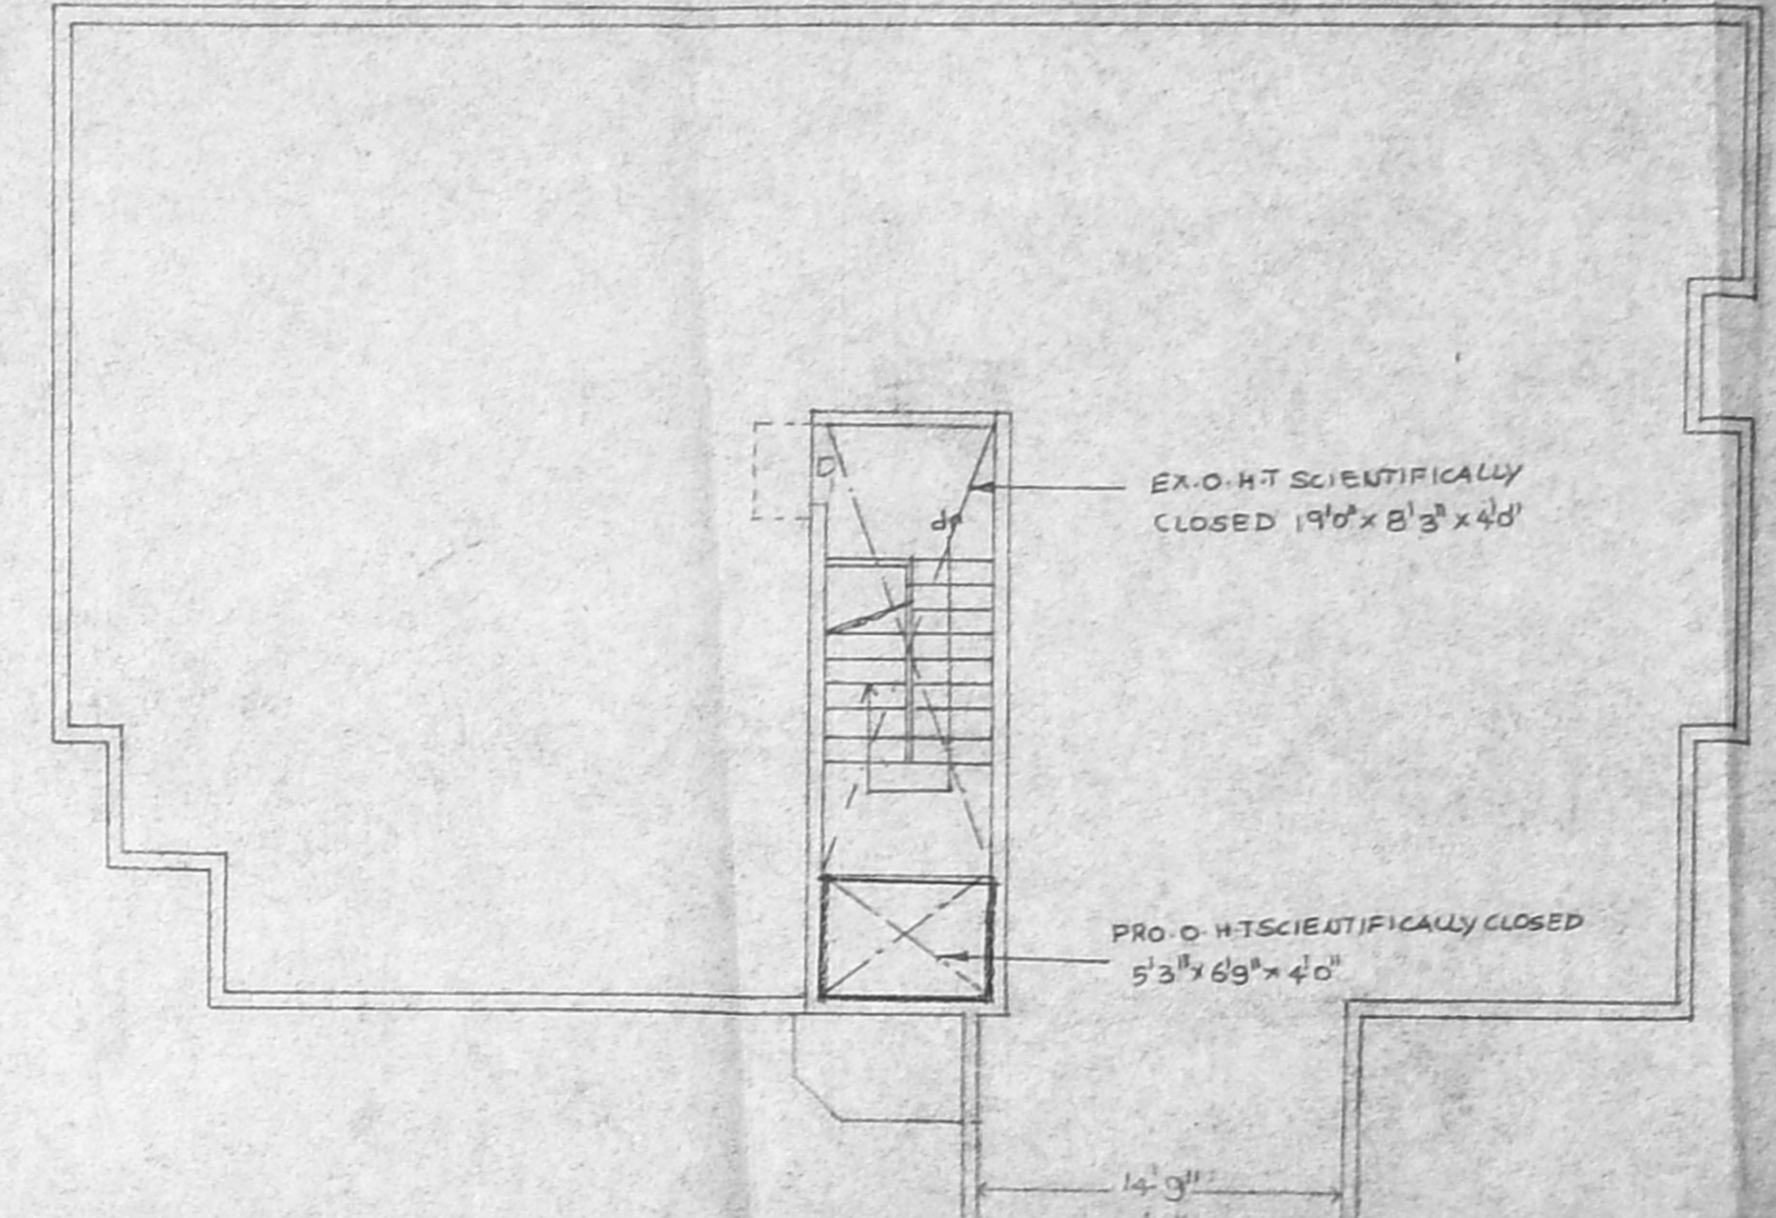 D
EX.O.H.T SCIENTIFICALLY
dn
CLOSED 19'0" x 8'3" x 4'0"
PRO.O.H.T SCIENTIFICALLY CLOSED
5'3" x 6'9" x 4'0"
14'9"